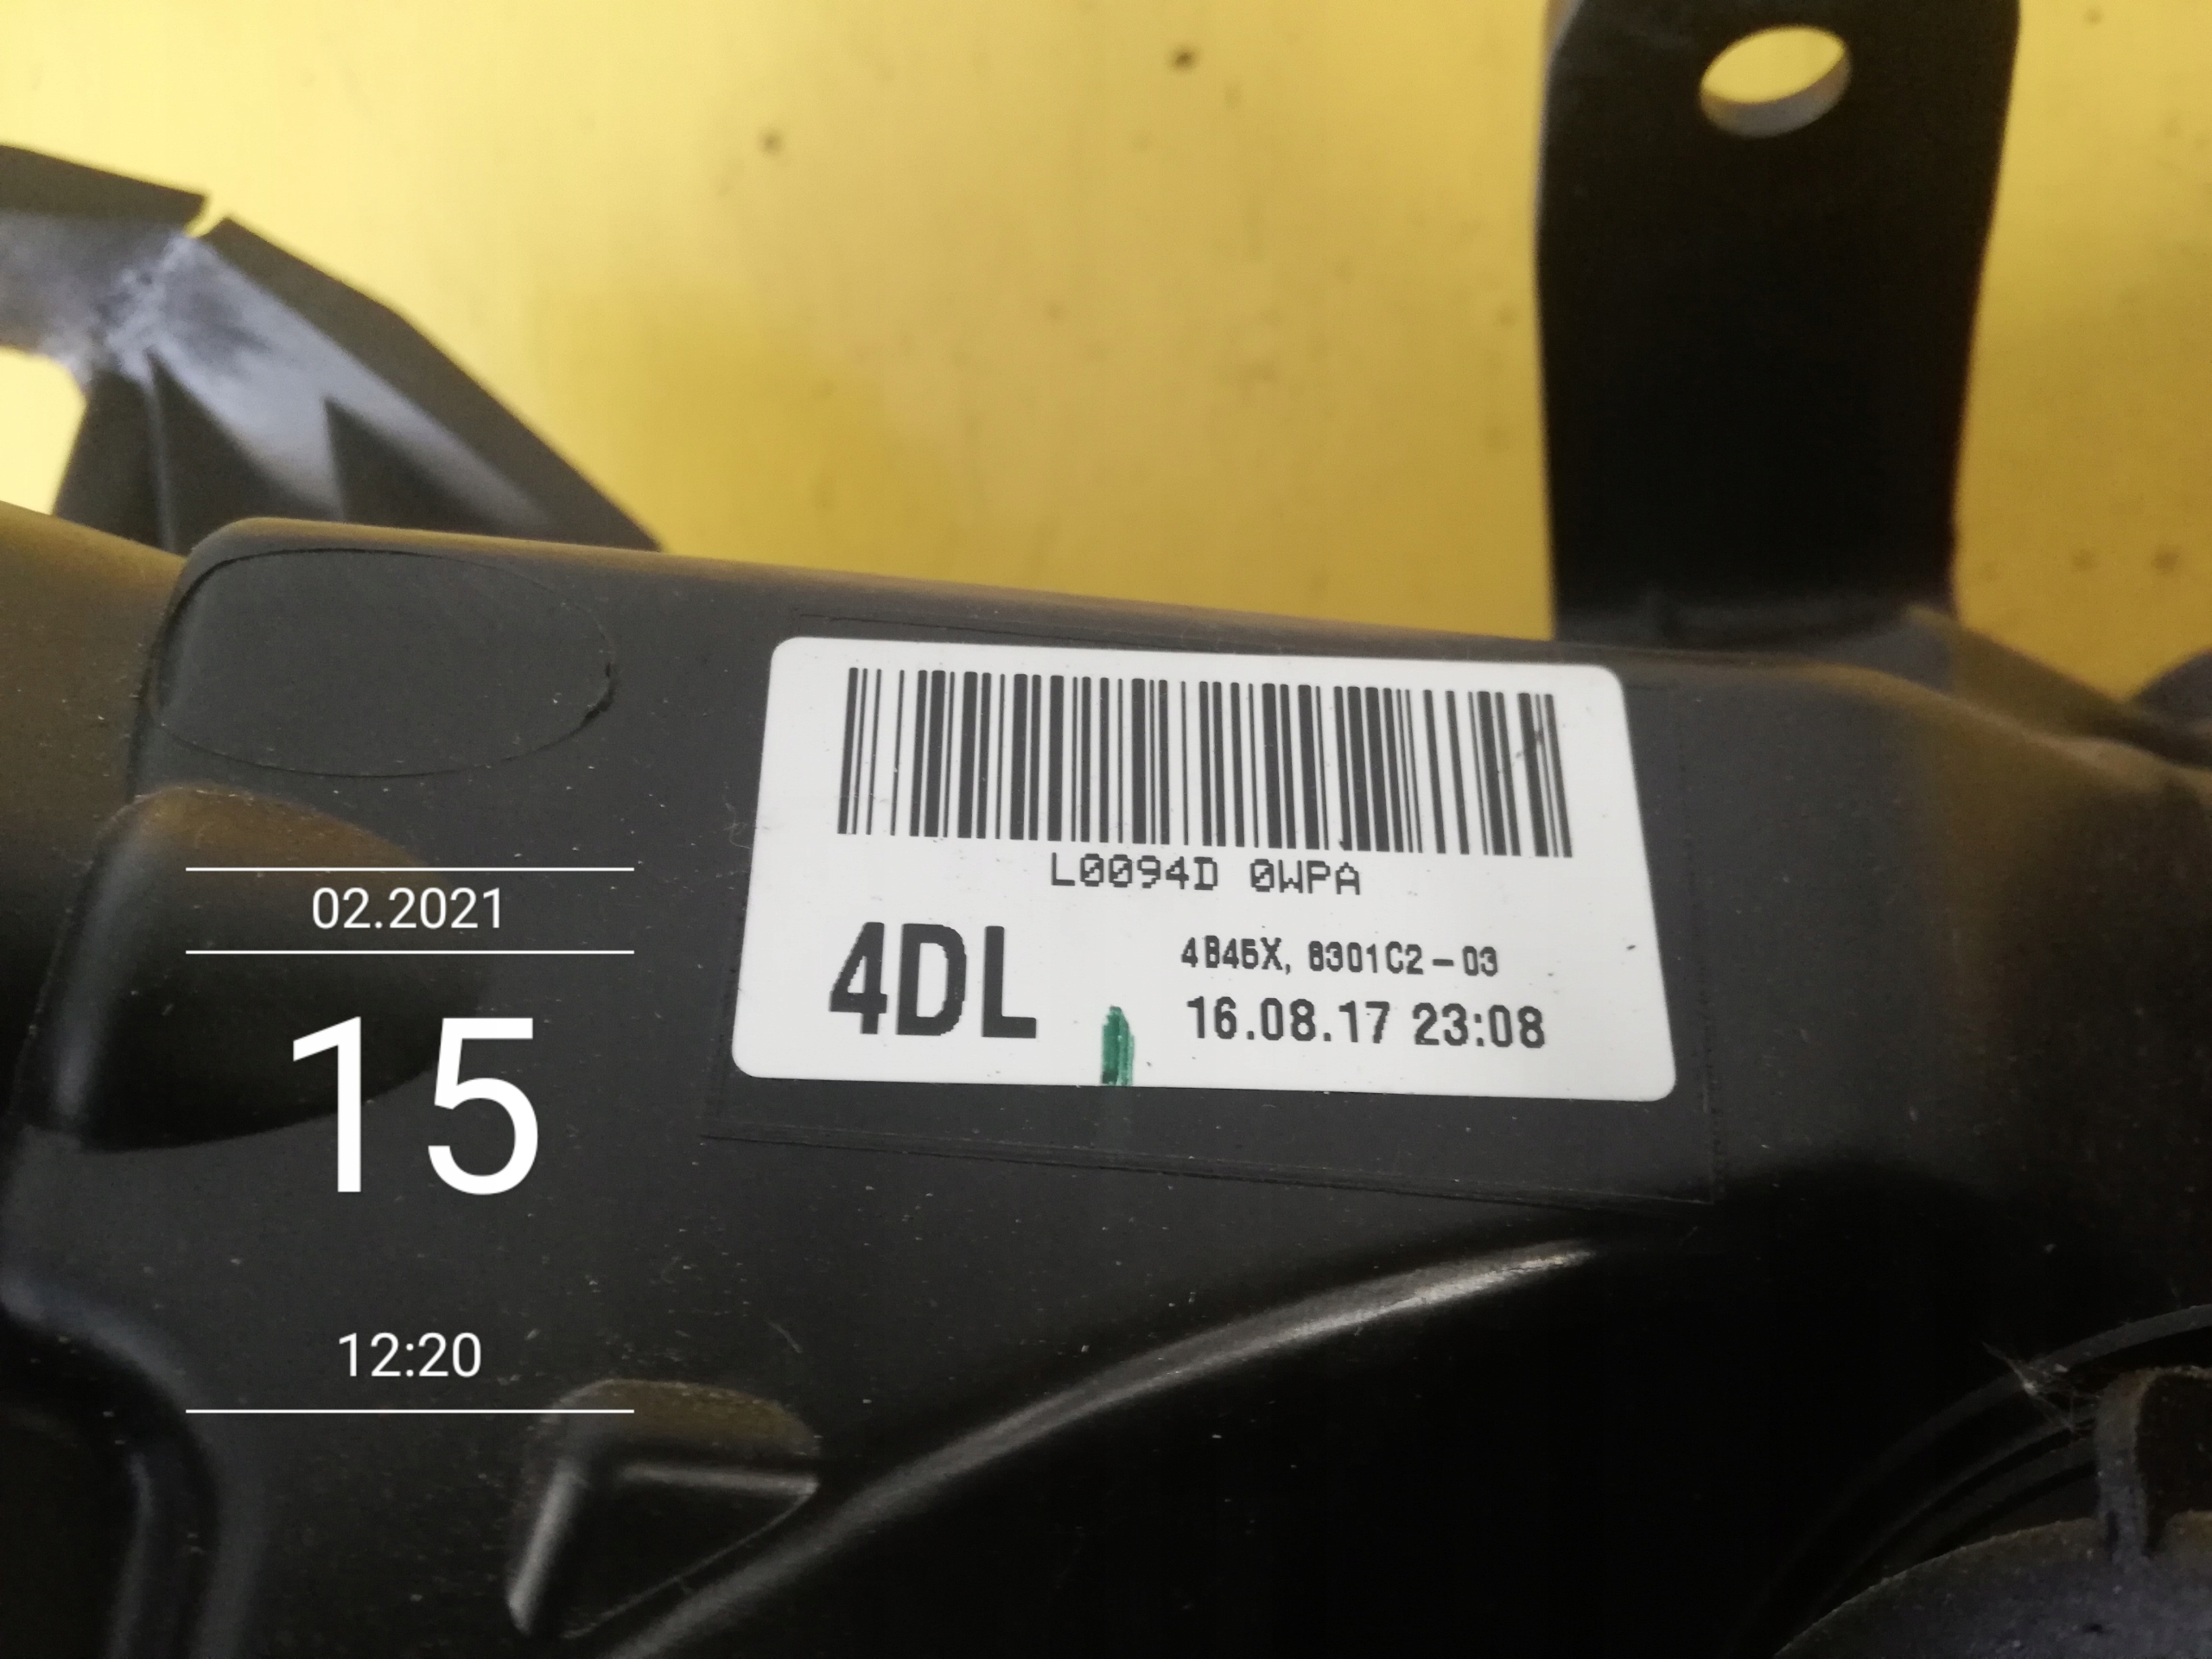 L0094D 0WPA
4DL
4B45X, 8301C2-03
16.08.17 23:08
02.2021
15
12:20